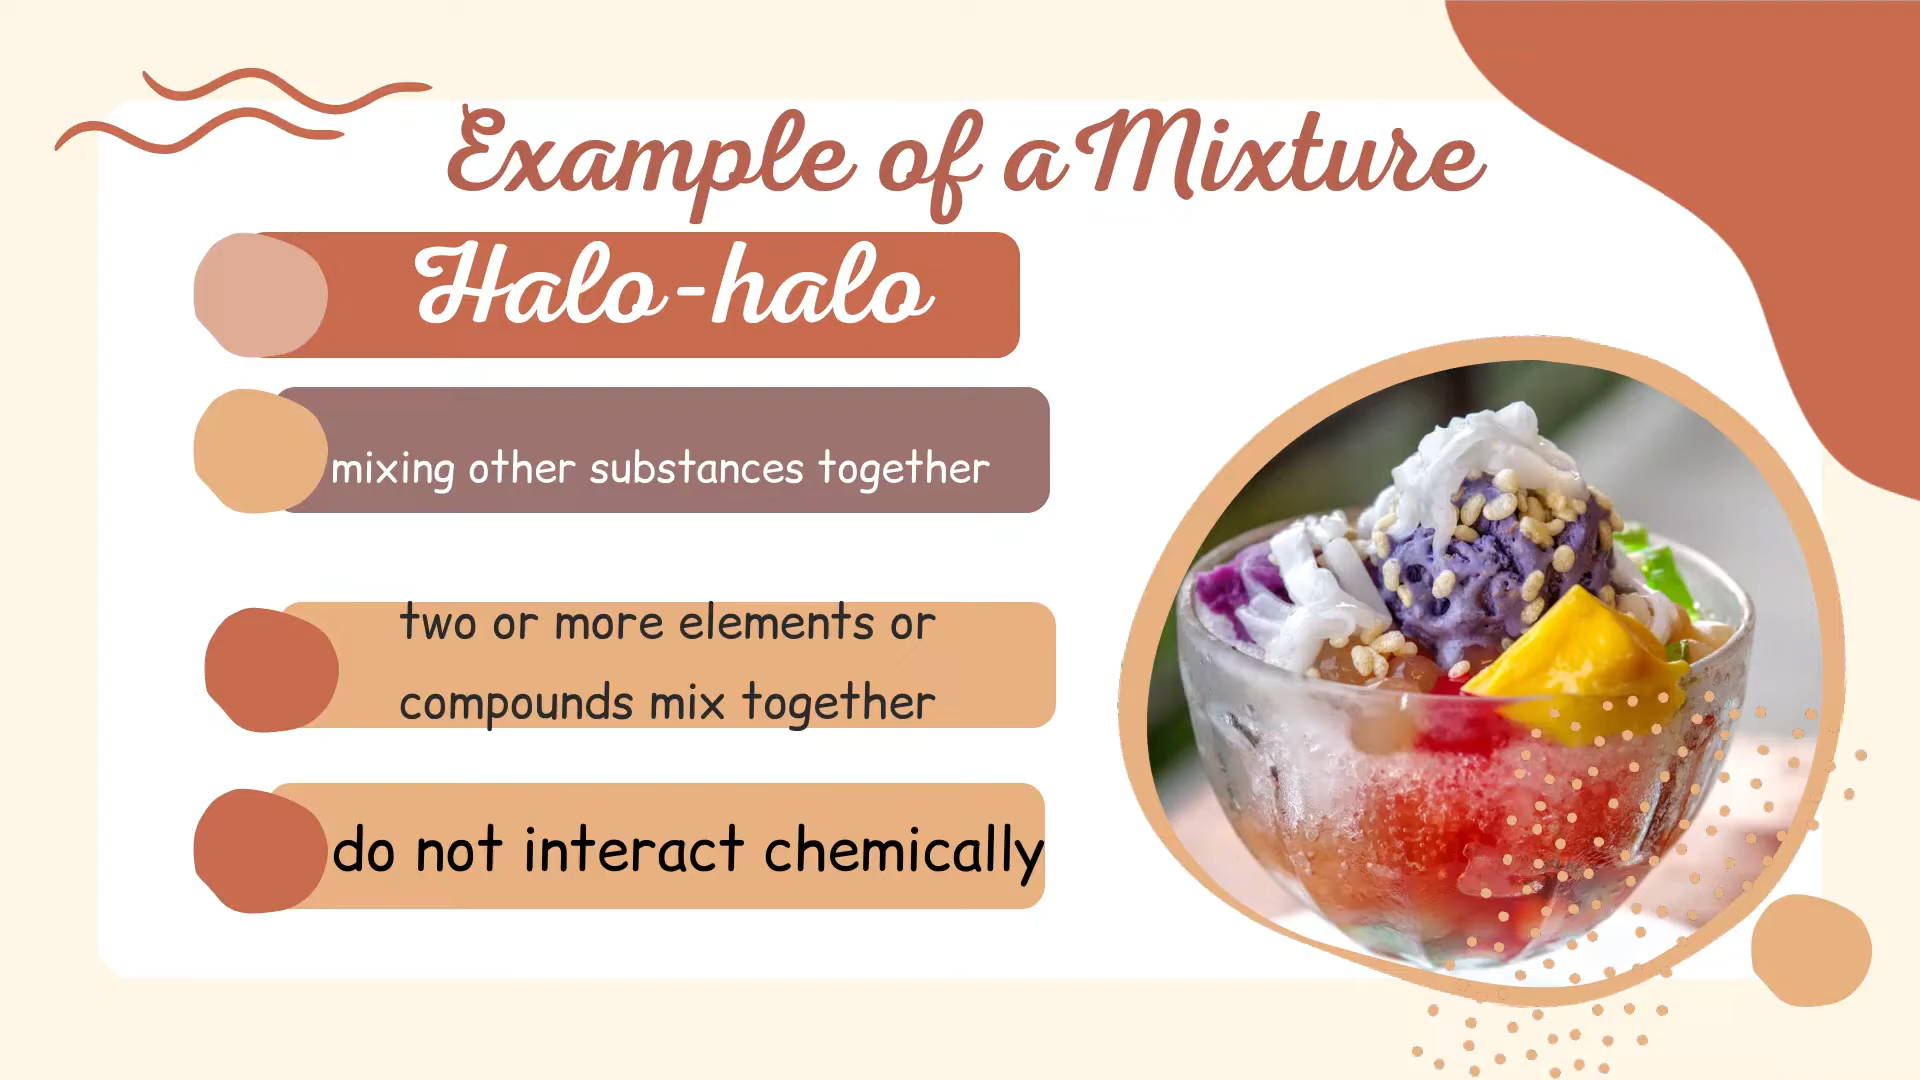 Example of a Mixture
Halo-halo
mixing other substances together
two or more elements or
compounds mix together
do not interact chemically